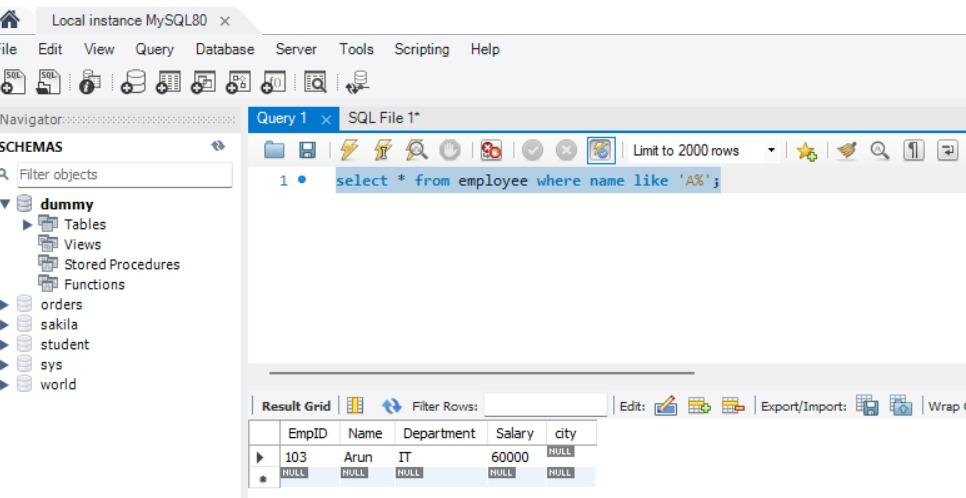 Local instance MySQL80 ×
ile Edit View Query Database Server Tools Scripting Help
Navigator
SCHEMAS
Filter objects
dummy
Tables
Views
Stored Procedures
Functions
orders
sakila
student
sys
world
Query 1 × SQL File 1*
Limit to 2000 rows
1 select * from employee where name like 'A%';
Result Grid Filter Rows: Edit: Export/Import: Wrap
EmpID Name Department Salary city
103 Arun IT 60000 NULL
NULL NULL NULL NULL NULL